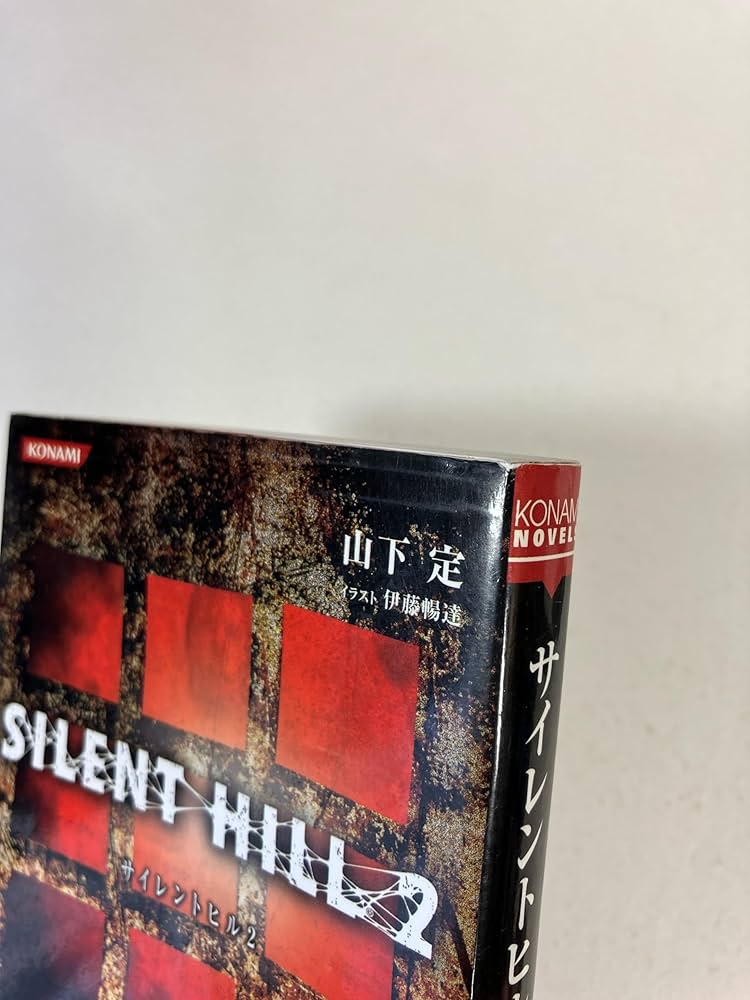 KONAMI
山下 定
イラスト 伊藤暢達
SILENT HILL 2
サイレントヒル2
KONAMI
NOVELS
サイレントヒ